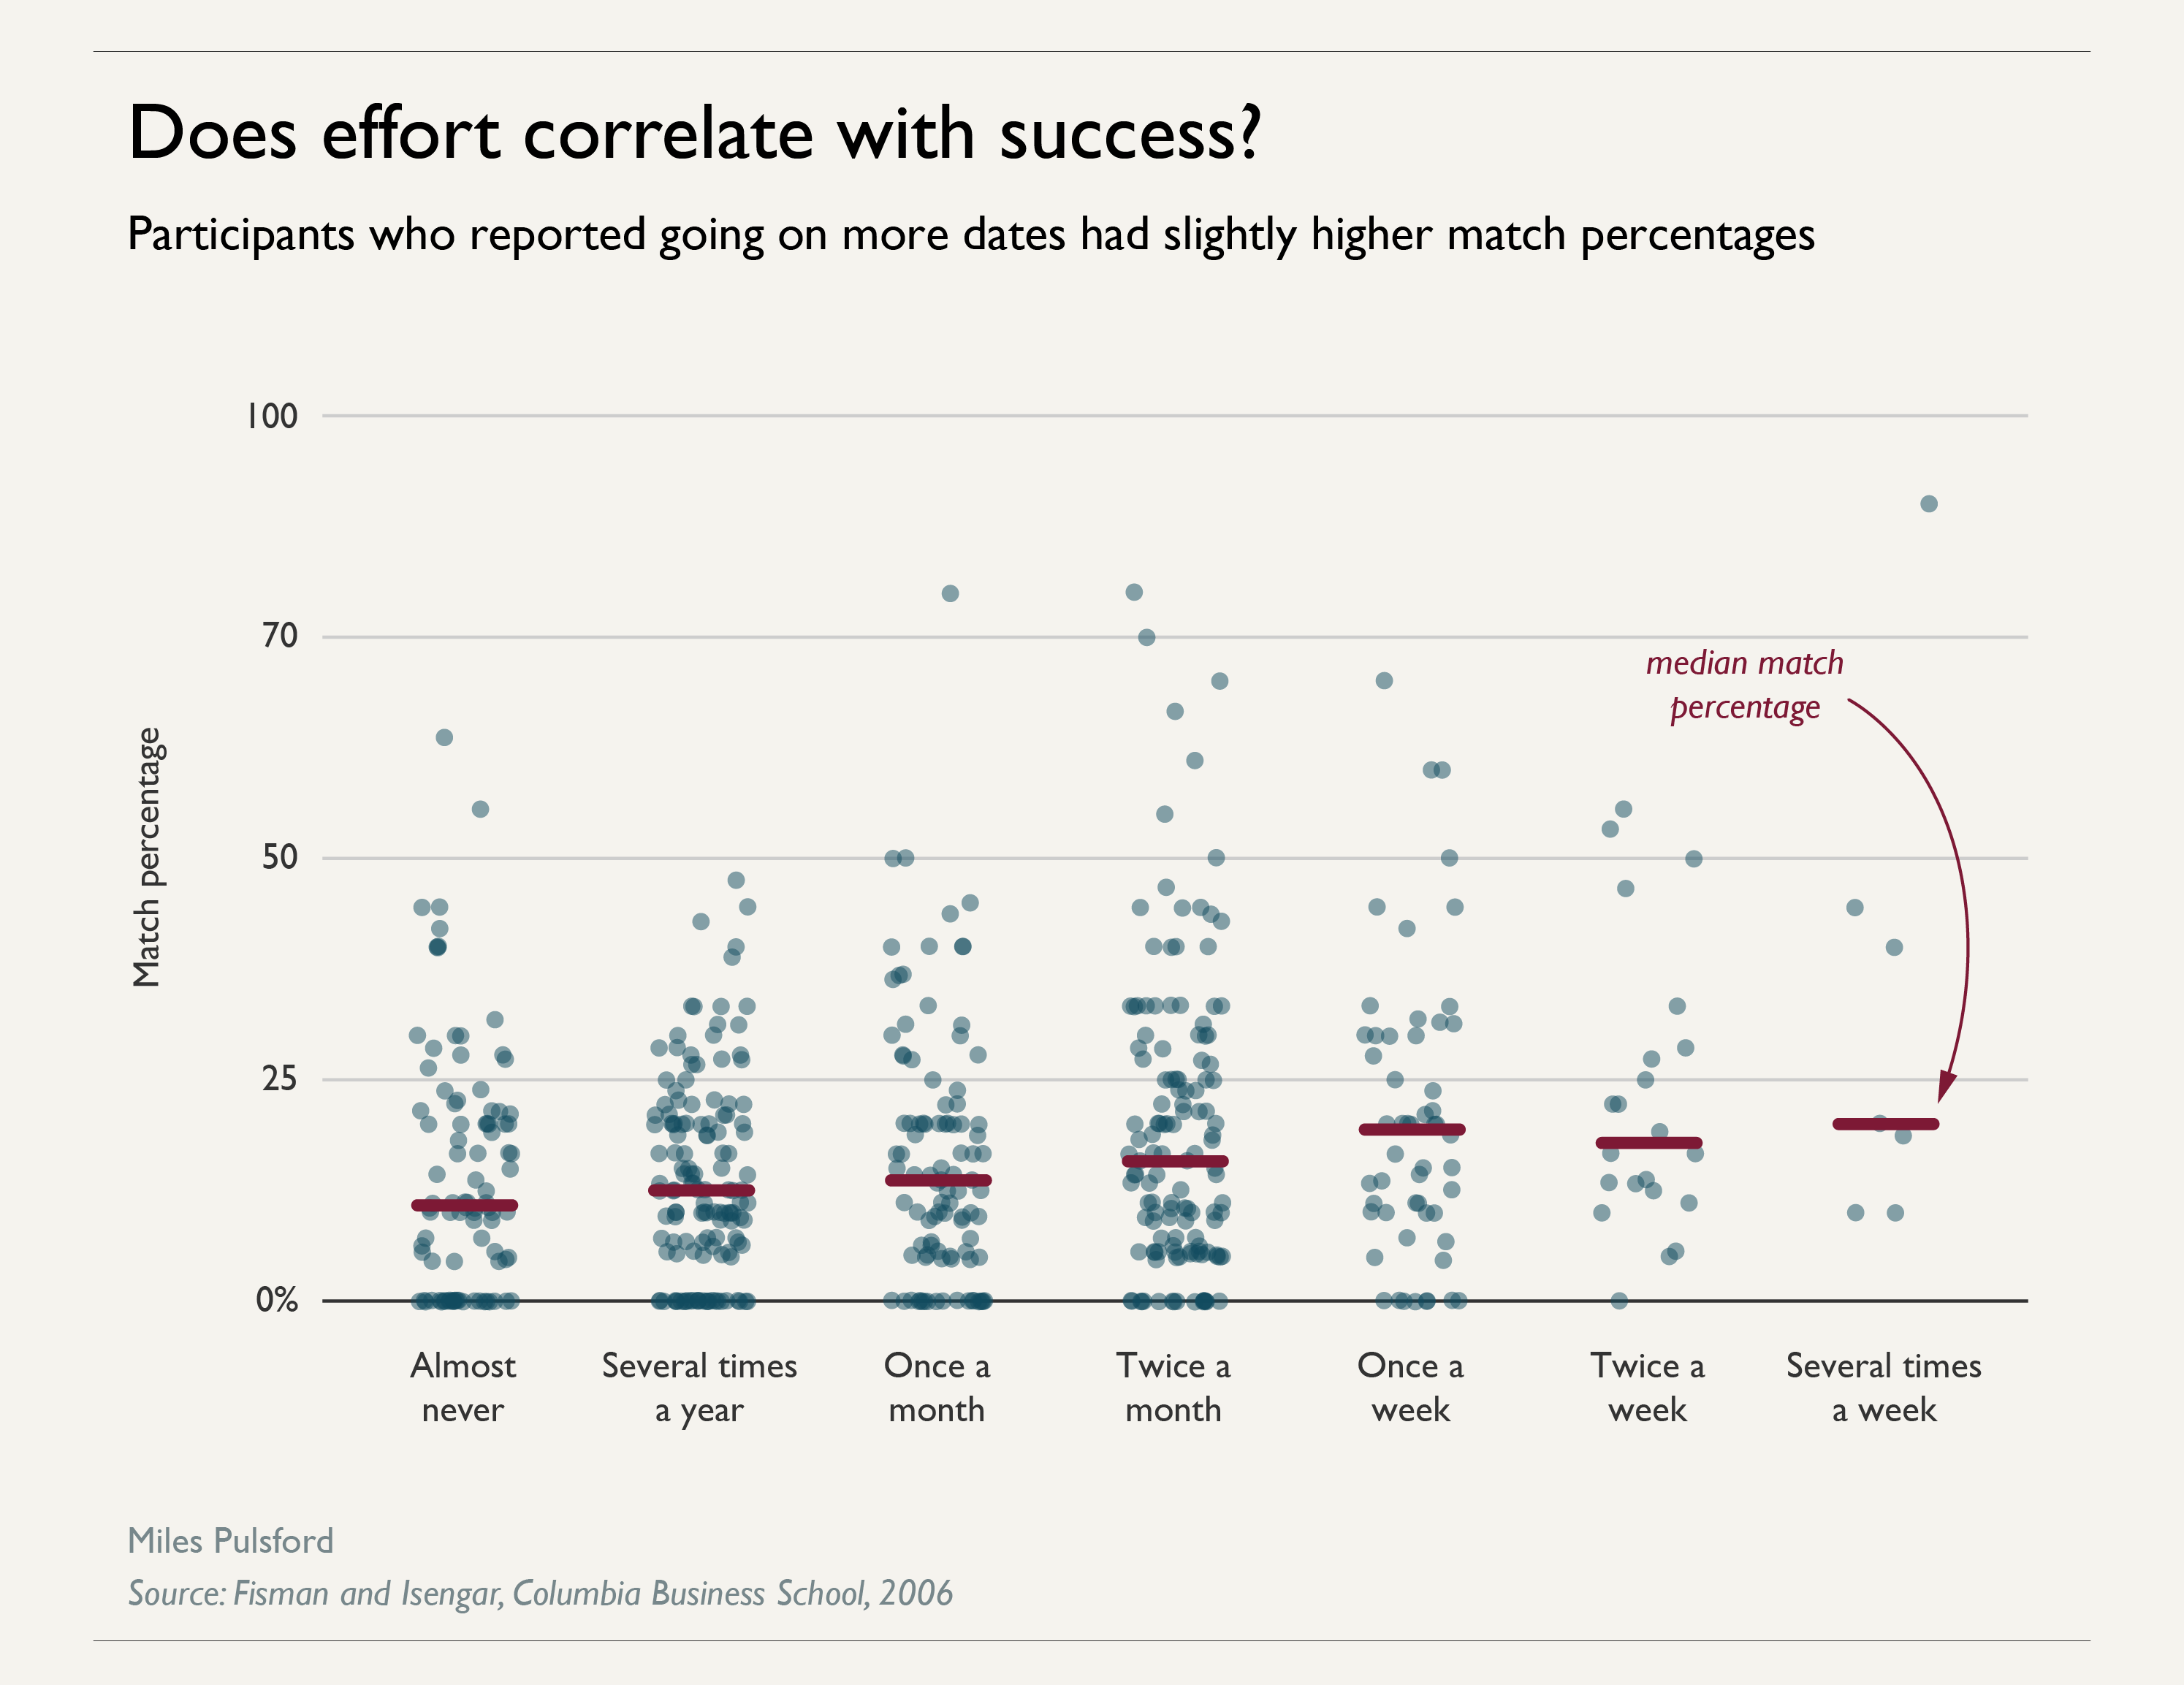 Does effort correlate with success?
Participants who reported going on more dates had slightly higher match percentages
100
70
median match
percentage
50
Match percentage
25
0%
Almost
never
Several times
a year
Once a
month
Twice a
month
Once a
week
Twice a
week
Several times
a week
Miles Pulsford
Source: Fisman and Isengar, Columbia Business School, 2006